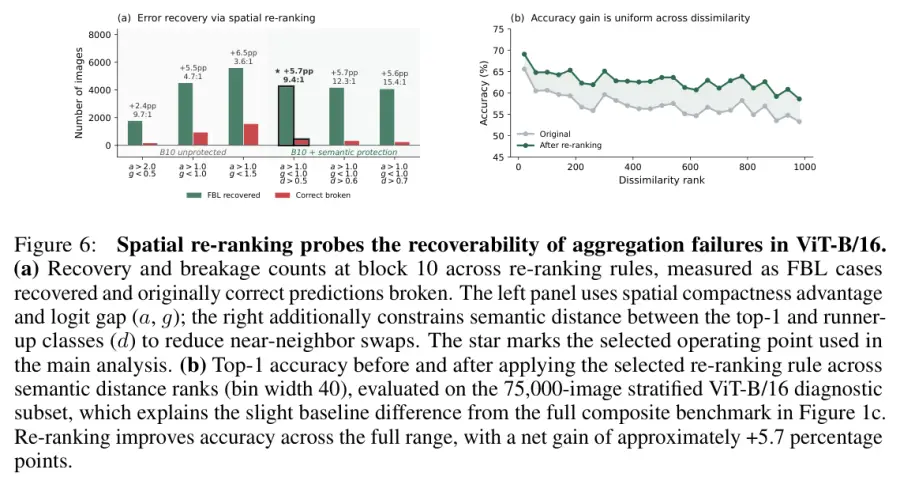 (a) Error recovery via spatial re-ranking
Number of images
8000
6000
4000
2000
0
+2.4pp
9.7:1
+5.5pp
4.7:1
+6.5pp
3.6:1
★ +5.7pp
9.4:1
+5.7pp
12.3:1
+5.6pp
15.4:1
B10 unprotected
B10 + semantic protection
a > 2.0
g < 0.5
a > 1.0
g < 1.0
a > 1.0
g < 1.5
a > 1.0
g < 1.0
d > 0.5
a > 1.0
g < 1.0
d > 0.6
a > 1.0
g < 1.0
d > 0.7
FBL recovered
Correct broken
(b) Accuracy gain is uniform across dissimilarity
Accuracy (%)
75
70
65
60
55
50
45
Original
After re-ranking
0 200 400 600 800 1000
Dissimilarity rank
Figure 6: Spatial re-ranking probes the recoverability of aggregation failures in ViT-B/16.
(a) Recovery and breakage counts at block 10 across re-ranking rules, measured as FBL cases
recovered and originally correct predictions broken. The left panel uses spatial compactness advantage
and logit gap (a, g); the right additionally constrains semantic distance between the top-1 and runner-
up classes (d) to reduce near-neighbor swaps. The star marks the selected operating point used in
the main analysis. (b) Top-1 accuracy before and after applying the selected re-ranking rule across
semantic distance ranks (bin width 40), evaluated on the 75,000-image stratified ViT-B/16 diagnostic
subset, which explains the slight baseline difference from the full composite benchmark in Figure 1c.
Re-ranking improves accuracy across the full range, with a net gain of approximately +5.7 percentage
points.